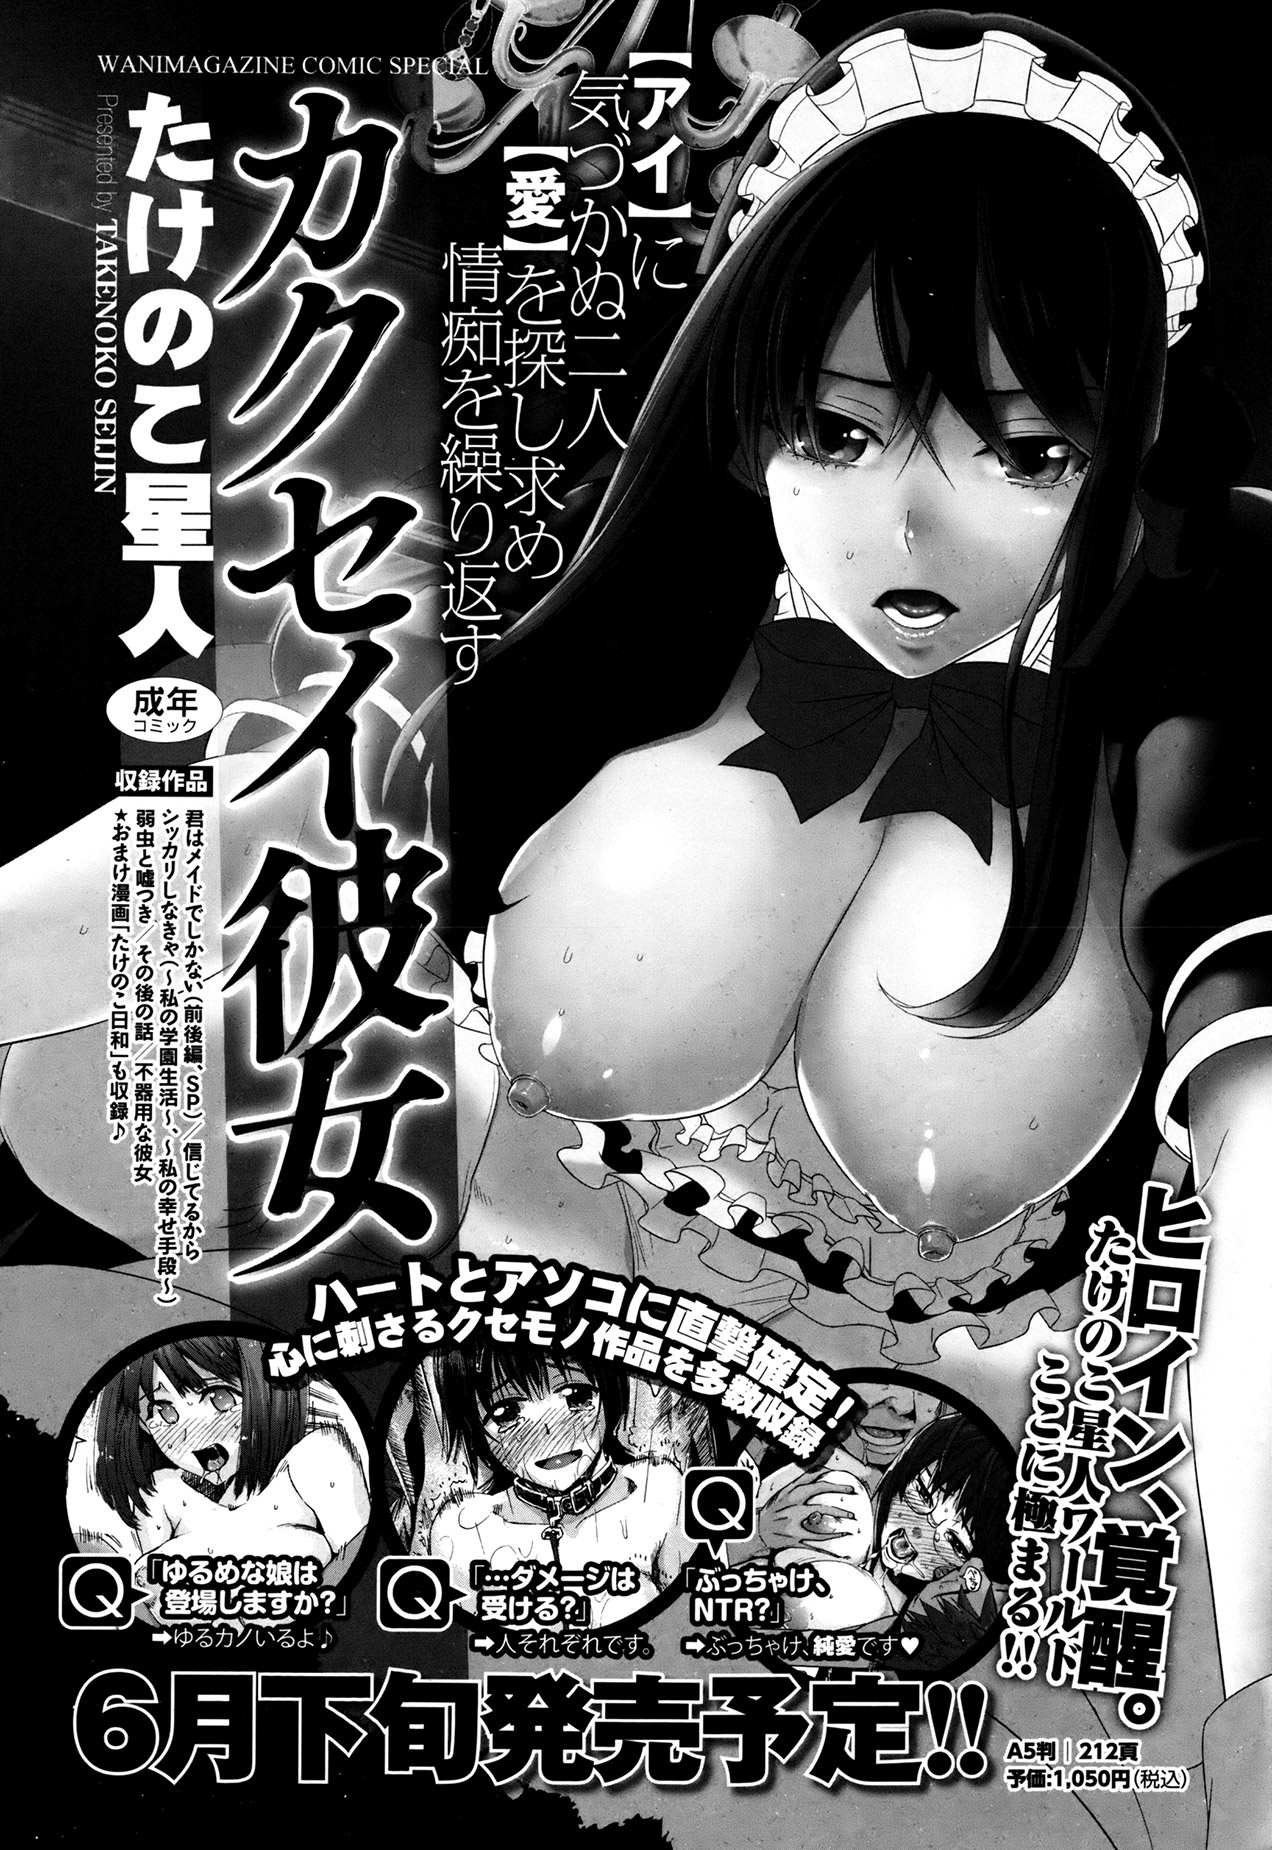 WANIMAGAZINE COMIC SPECIAL
【アイ】に
気づかぬ二人
【愛】を探し求め
情痴を繰り返す
カクセイ彼女
たけのこ星人
Presented by TAKENOKO SEIJIN
成年
コミック
収録作品
君はメイドでしかない(前後編、SP)／信じてるから
シッカリしなきゃ(～私の学園生活～、～私の幸せ手段～)
弱虫と嘘つき／その後の話／不器用な彼女
★おまけ漫画「たけのこ日和」も収録♪
ヒロイン、覚醒。
たけのこ星人ワールド
ここに極まる!!
ハートとアソコに直撃確定!
心に刺さるクセモノ作品を多数収録
Q
「ゆるめな娘は
登場しますか?」
➡ゆるカノいるよ♪
Q
「…ダメージは
受ける?」
➡人それぞれです。
Q
「ぶっちゃけ、
NTR?」
➡ぶっちゃけ、純愛です♥
6月下旬発売予定!!
A5判｜212頁
予価:1,050円(税込)